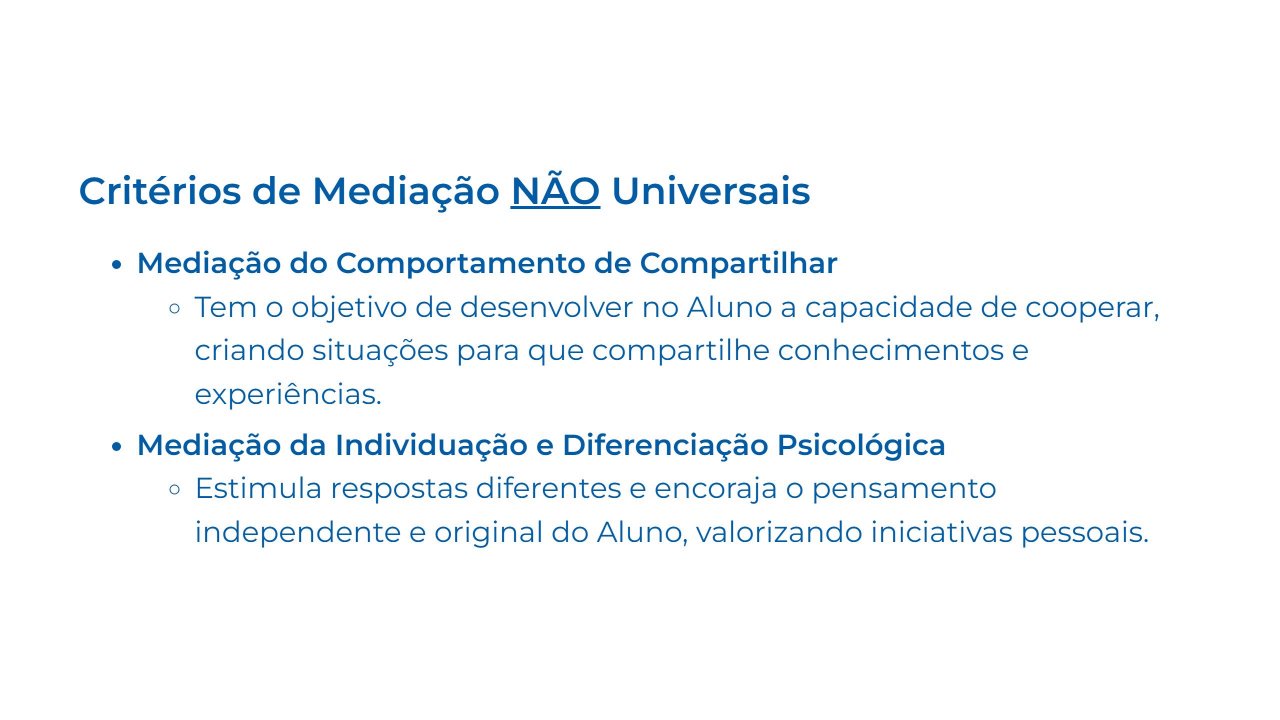 Critérios de Mediação NÃO Universais
• Mediação do Comportamento de Compartilhar
◦ Tem o objetivo de desenvolver no Aluno a capacidade de cooperar,
criando situações para que compartilhe conhecimentos e
experiências.
• Mediação da Individuação e Diferenciação Psicológica
◦ Estimula respostas diferentes e encoraja o pensamento
independente e original do Aluno, valorizando iniciativas pessoais.